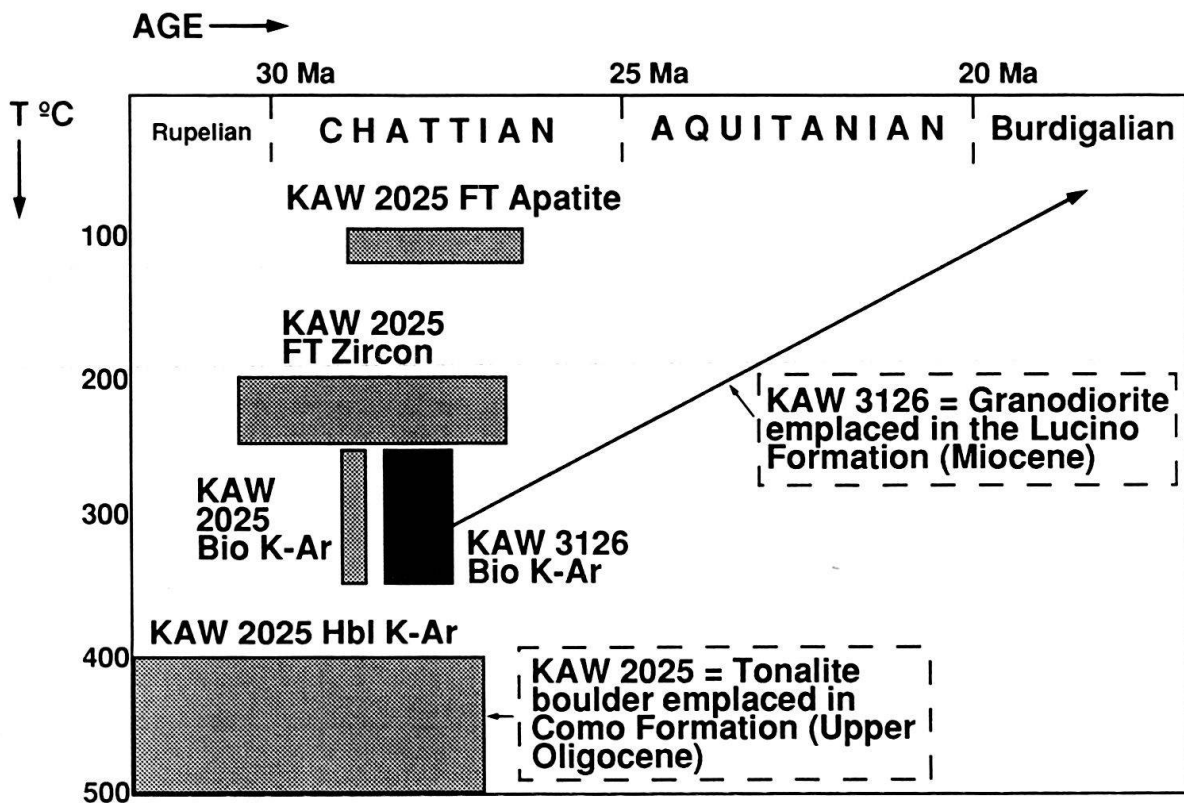 AGE
30 Ma 25 Ma 20 Ma
T ºC
Rupelian CHATTIAN AQUITANIAN Burdigalian
KAW 2025 FT Apatite
100
KAW 2025
FT Zircon
200
KAW 3126 = Granodiorite
emplaced in the Lucino
Formation (Miocene)
KAW
2025
Bio K-Ar
300
KAW 3126
Bio K-Ar
KAW 2025 Hbl K-Ar
400
KAW 2025 = Tonalite
boulder emplaced in
Como Formation (Upper
Oligocene)
500